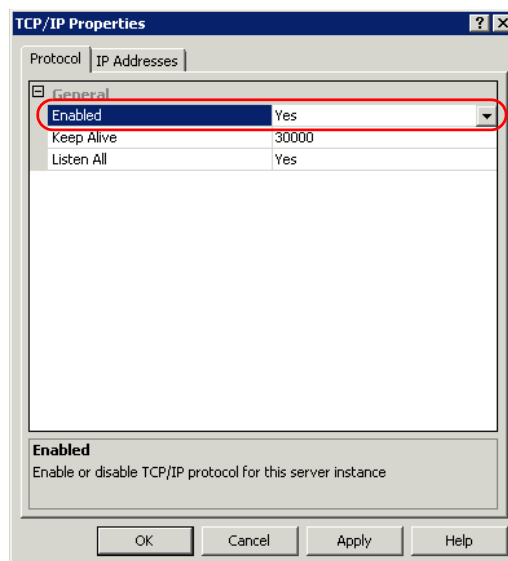 TCP/IP Properties
Protocol IP Addresses
General
Enabled Yes
Keep Alive 30000
Listen All Yes
Enabled
Enable or disable TCP/IP protocol for this server instance
OK Cancel Apply Help